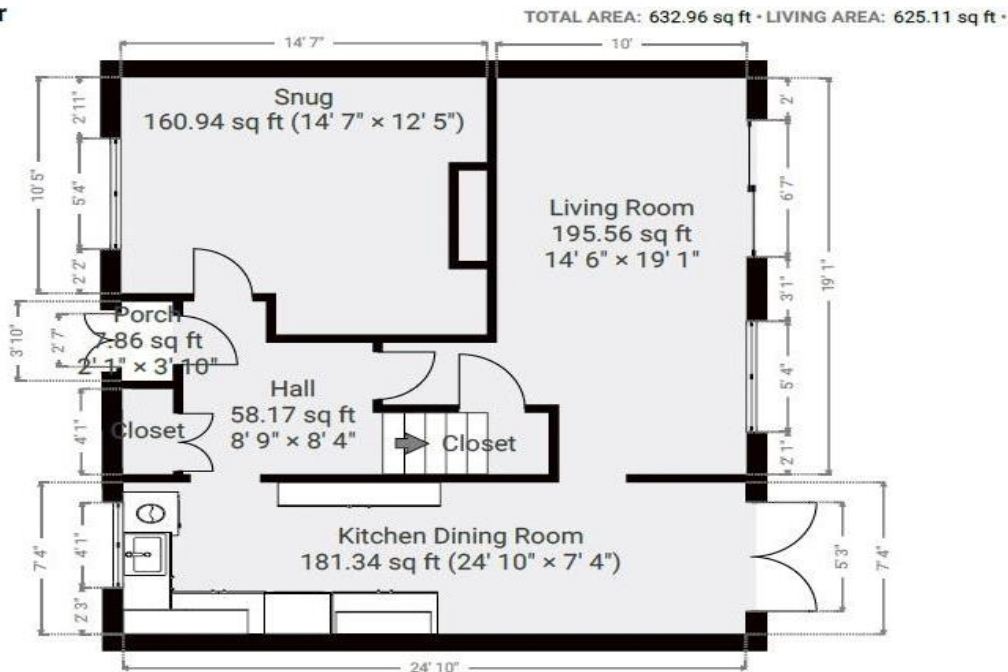 r
TOTAL AREA: 632.96 sq ft · LIVING AREA: 625.11 sq ft ·
14' 7"
10'
Snug
160.94 sq ft (14' 7" × 12' 5")
2' 11"
10' 5"
5' 4"
2' 2"
2'
6' 7"
Living Room
195.56 sq ft
14' 6" × 19' 1"
3' 1"
19' 1"
5' 4"
2' 1"
Porch
7.86 sq ft
2' 1" × 3' 10"
3' 10"
2' 7"
Hall
58.17 sq ft
8' 9" × 8' 4"
Closet
4' 1"
Closet
Kitchen Dining Room
181.34 sq ft (24' 10" × 7' 4")
7' 4"
4' 1"
2' 3"
5' 3"
7' 4"
24' 10"